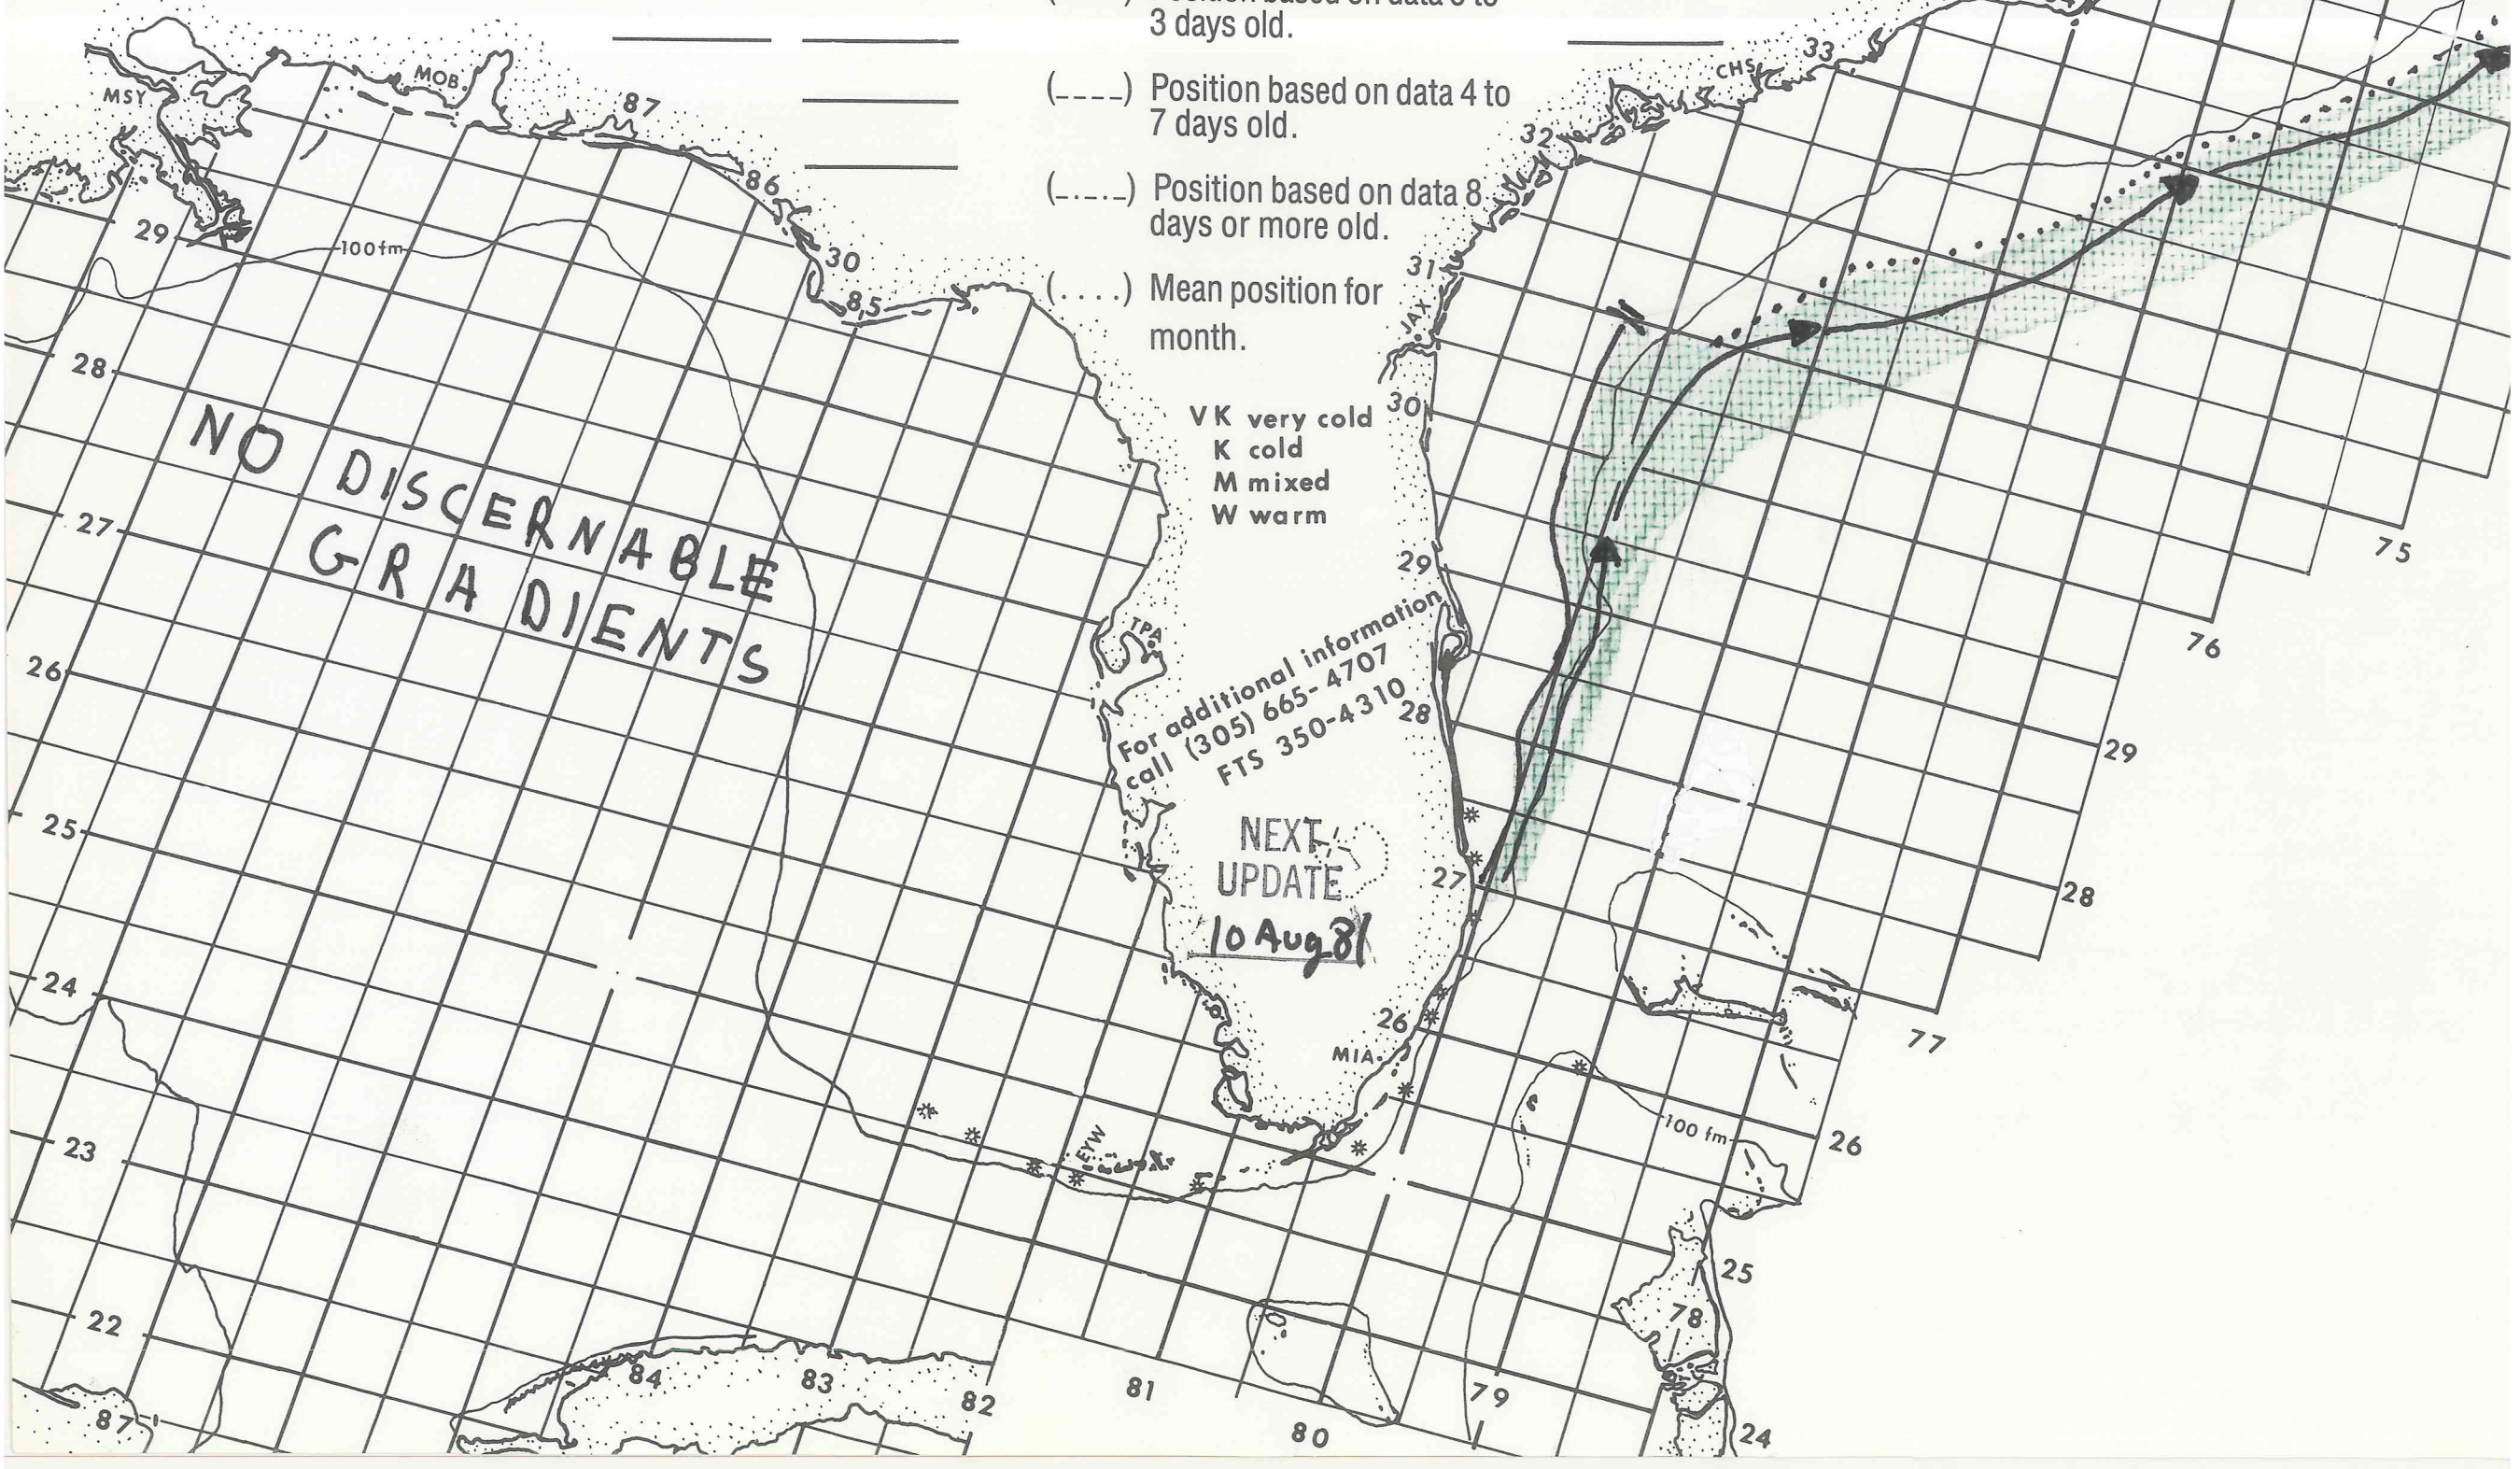 3 days old.
(____) Position based on data 4 to
7 days old.
(_._._) Position based on data 8
days or more old.
(....) Mean position for
month.
VK very cold
K cold
M mixed
W warm
For additional information
call (305) 665-4707
FTS 350-4310
NEXT
UPDATE
10 Aug 81
NO DISCERNABLE
GRADIENTS
MSY
MOB
87
86
30
85
29
100fm
28
27
26
25
24
23
22
87
84
83
82
81
80
79
78
CHS
33
32
31
JAX
30
29
28
27
26
MIA
TPA
EYW
75
76
29
28
77
100 fm
26
25
24